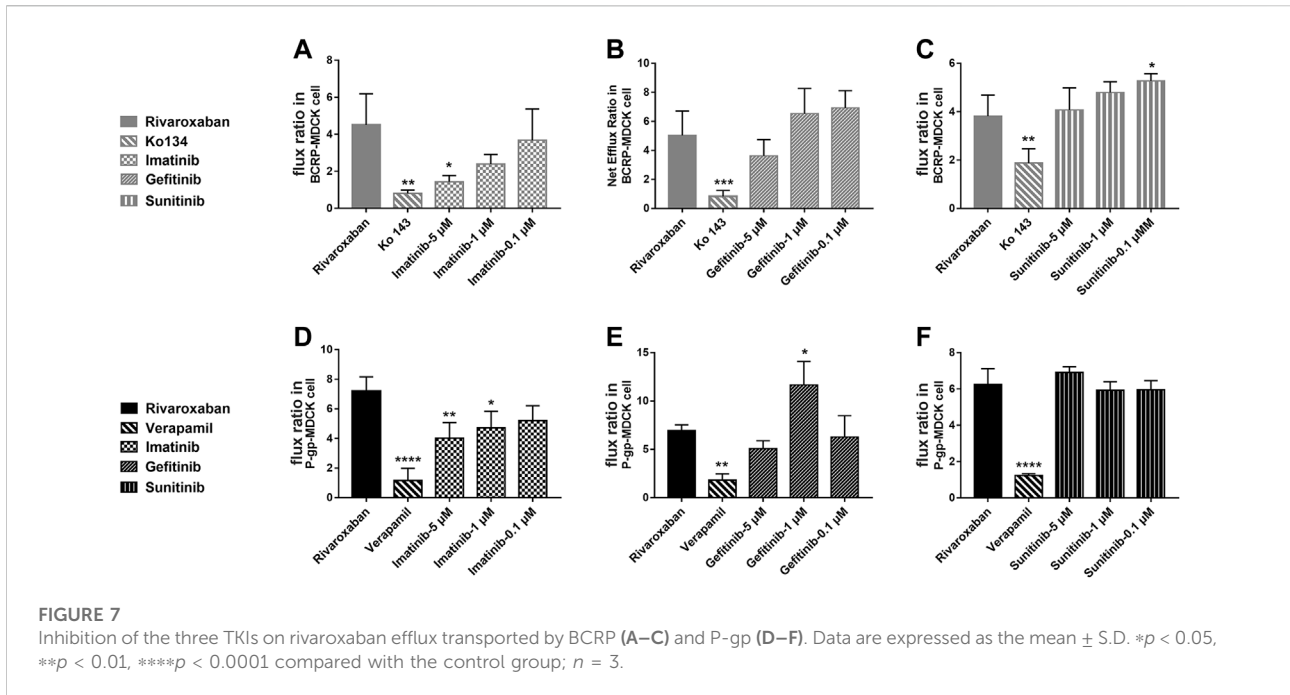 A
flux ratio in
BCRP-MDCK cell
8
6
4
2
0
**
*
Rivaroxaban
Ko 143
Imatinib-5 µM
Imatinib-1 µM
Imatinib-0.1 µM
B
Net Efflux Ratio in
BCRP-MDCK cell
10
8
6
4
2
0
***
Rivaroxaban
Ko 143
Gefitinib-5 µM
Gefitinib-1 µM
Gefitinib-0.1 µM
C
flux ratio in
BCRP-MDCK cell
6
4
2
0
**
*
Rivaroxaban
Ko 143
Sunitinib-5 µM
Sunitinib-1 µM
Sunitinib-0.1 µMM
Rivaroxaban
Ko134
Imatinib
Gefitinib
Sunitinib
D
flux ratio in
P-gp-MDCK cell
10
8
6
4
2
0
****
**
*
Rivaroxaban
Verapamil
Imatinib-5 µM
Imatinib-1 µM
Imatinib-0.1 µM
E
flux ratio in
P-gp-MDCK cell
15
10
5
0
**
*
Rivaroxaban
Verapamil
Gefitinib-5 µM
Gefitinib-1 µM
Gefitinib-0.1 µM
F
flux ratio in
P-gp-MDCK cell
8
6
4
2
0
****
Rivaroxaban
Verapamil
Sunitinib-5 µM
Sunitinib-1 µM
Sunitinib-0.1 µM
Rivaroxaban
Verapamil
Imatinib
Gefitinib
Sunitinib
FIGURE 7
Inhibition of the three TKIs on rivaroxaban efflux transported by BCRP (A–C) and P-gp (D–F). Data are expressed as the mean ± S.D. *p < 0.05,
**p < 0.01, ****p < 0.0001 compared with the control group; n = 3.